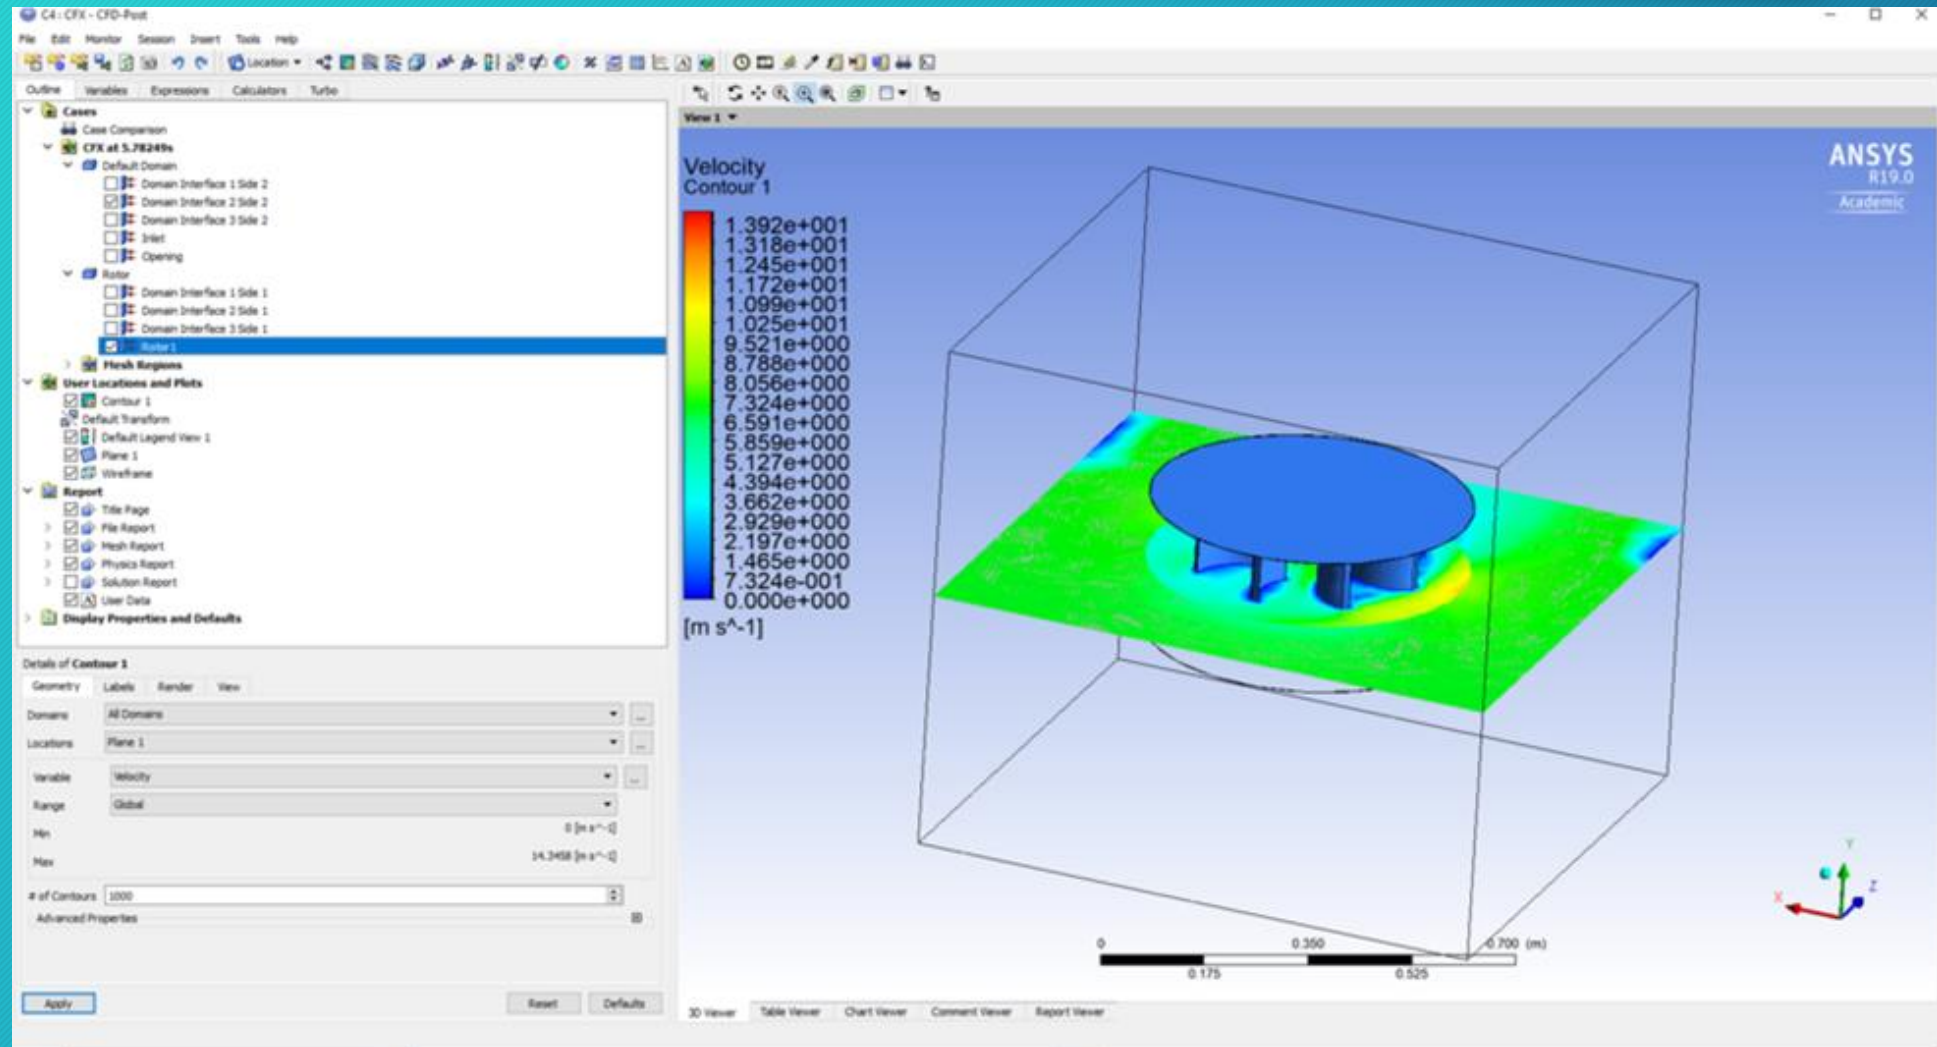 C4 : CFX - CFD-Post
File Edit Monitor Session Insert Tools Help
Location
Outline Variables Expressions Calculators Turbo
Cases
Case Comparison
CFX at 5.78249s
Default Domain
Domain Interface 1 Side 2
Domain Interface 2 Side 2
Domain Interface 3 Side 2
Inlet
Opening
Rotor
Domain Interface 1 Side 1
Domain Interface 2 Side 1
Domain Interface 3 Side 1
Rotor1
Mesh Regions
User Locations and Plots
Contour 1
Default Transform
Default Legend View 1
Plane 1
Wireframe
Report
Title Page
File Report
Mesh Report
Physics Report
Solution Report
User Data
Display Properties and Defaults
Details of Contour 1
Geometry Labels Render View
Domains All Domains ...
Locations Plane 1 ...
Variable Velocity ...
Range Global
Min 0 [m s^-1]
Max 14.3458 [m s^-1]
# of Contours 1000
Advanced Properties
Apply Reset Defaults
View 1
Velocity
Contour 1
1.392e+001
1.318e+001
1.245e+001
1.172e+001
1.099e+001
1.025e+001
9.521e+000
8.788e+000
8.056e+000
7.324e+000
6.591e+000
5.859e+000
5.127e+000
4.394e+000
3.662e+000
2.929e+000
2.197e+000
1.465e+000
7.324e-001
0.000e+000
[m s^-1]
ANSYS
R19.0
Academic
Y
X Z
0 0.350 0.700 (m)
0.175 0.525
3D Viewer Table Viewer Chart Viewer Comment Viewer Report Viewer